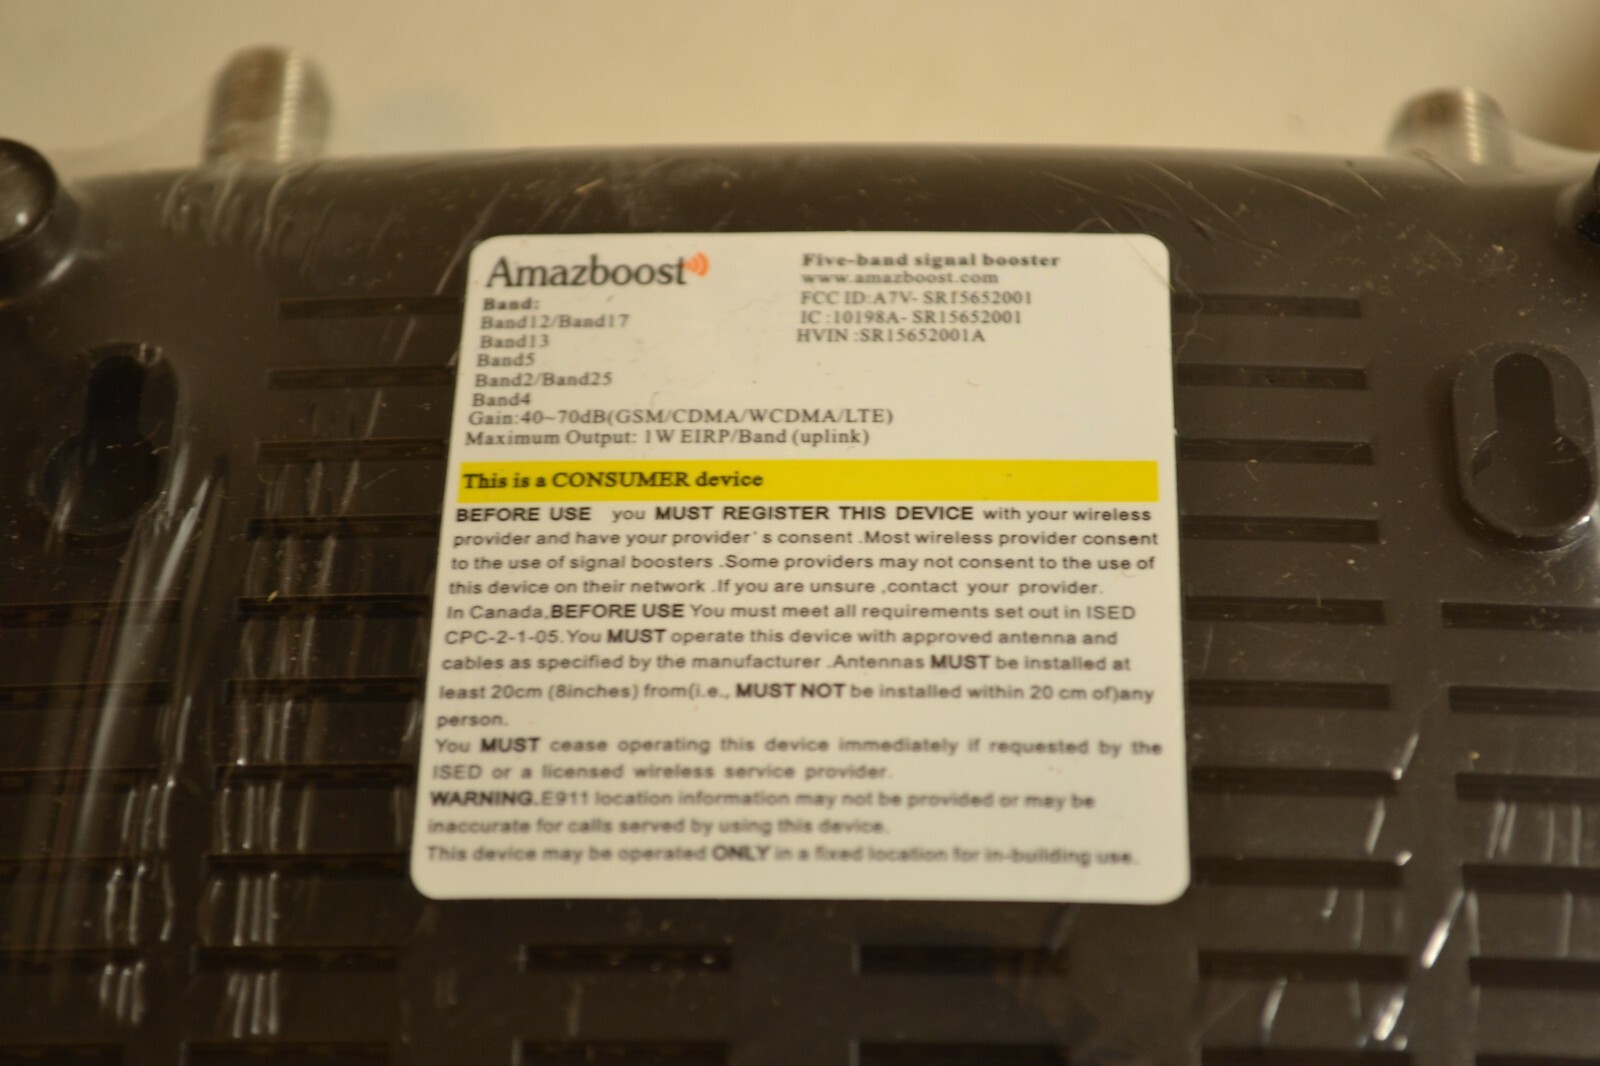 Amazboost
Five-band signal booster
www.amazboost.com
FCC ID:A7V- SR15652001
IC :10198A- SR15652001
HVIN :SR15652001A
Band:
Band12/Band17
Band13
Band5
Band2/Band25
Band4
Gain:40~70dB(GSM/CDMA/WCDMA/LTE)
Maximum Output: 1W EIRP/Band (uplink)
This is a CONSUMER device
BEFORE USE you MUST REGISTER THIS DEVICE with your wireless
provider and have your provider's consent .Most wireless provider consent
to the use of signal boosters .Some providers may not consent to the use of
this device on their network .If you are unsure ,contact your provider.
In Canada,BEFORE USE You must meet all requirements set out in ISED
CPC-2-1-05.You MUST operate this device with approved antenna and
cables as specified by the manufacturer .Antennas MUST be installed at
least 20cm (8inches) from(i.e., MUST NOT be installed within 20 cm of)any
person.
You MUST cease operating this device immediately if requested by the
ISED or a licensed wireless service provider.
WARNING.E911 location information may not be provided or may be
inaccurate for calls served by using this device.
This device may be operated ONLY in a fixed location for in-building use.